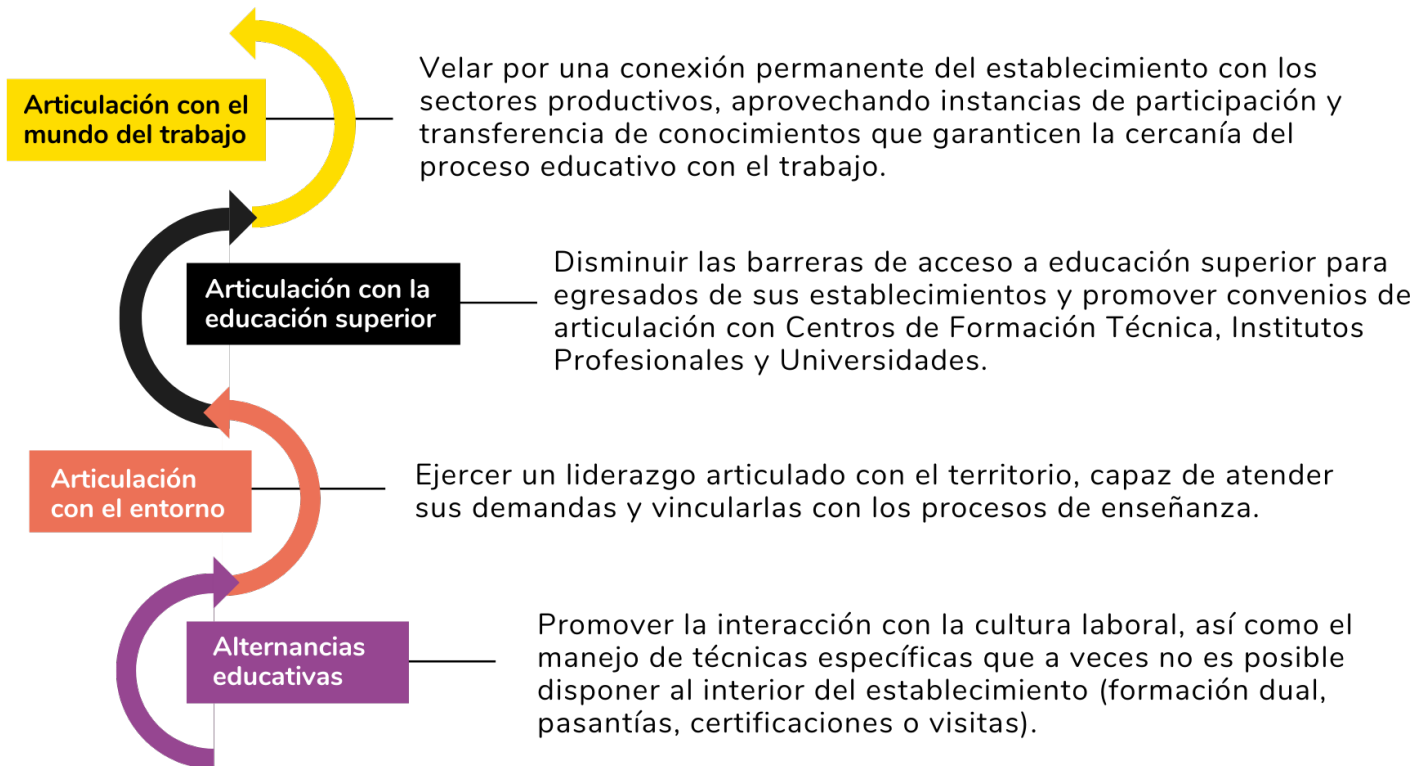 Articulación con el
mundo del trabajo
Velar por una conexión permanente del establecimiento con los
sectores productivos, aprovechando instancias de participación y
transferencia de conocimientos que garanticen la cercanía del
proceso educativo con el trabajo.
Articulación con la
educación superior
Disminuir las barreras de acceso a educación superior para
egresados de sus establecimientos y promover convenios de
articulación con Centros de Formación Técnica, Institutos
Profesionales y Universidades.
Articulación
con el entorno
Ejercer un liderazgo articulado con el territorio, capaz de atender
sus demandas y vincularlas con los procesos de enseñanza.
Alternancias
educativas
Promover la interacción con la cultura laboral, así como el
manejo de técnicas específicas que a veces no es posible
disponer al interior del establecimiento (formación dual,
pasantías, certificaciones o visitas).